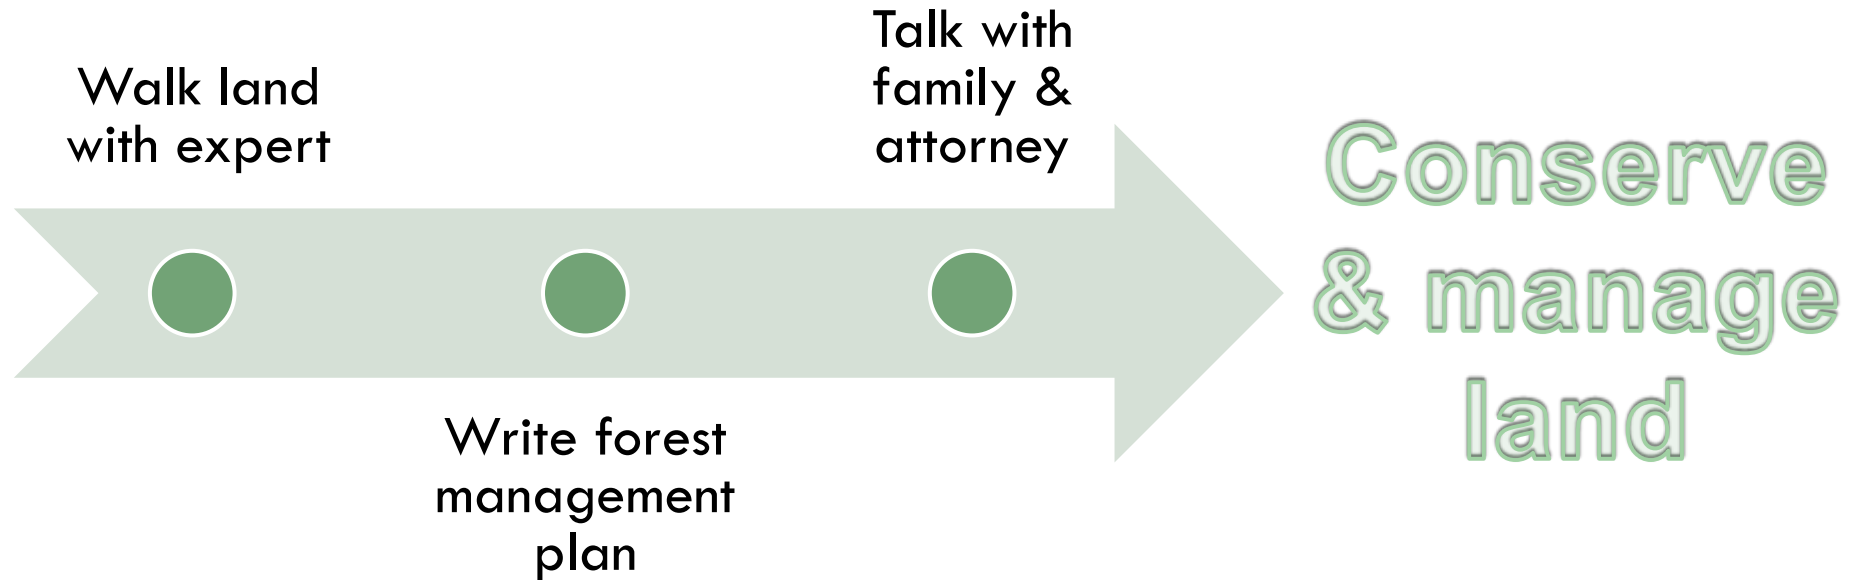 Walk land
with expert
Write forest
management
plan
Talk with
family &
attorney
Conserve
& manage
land